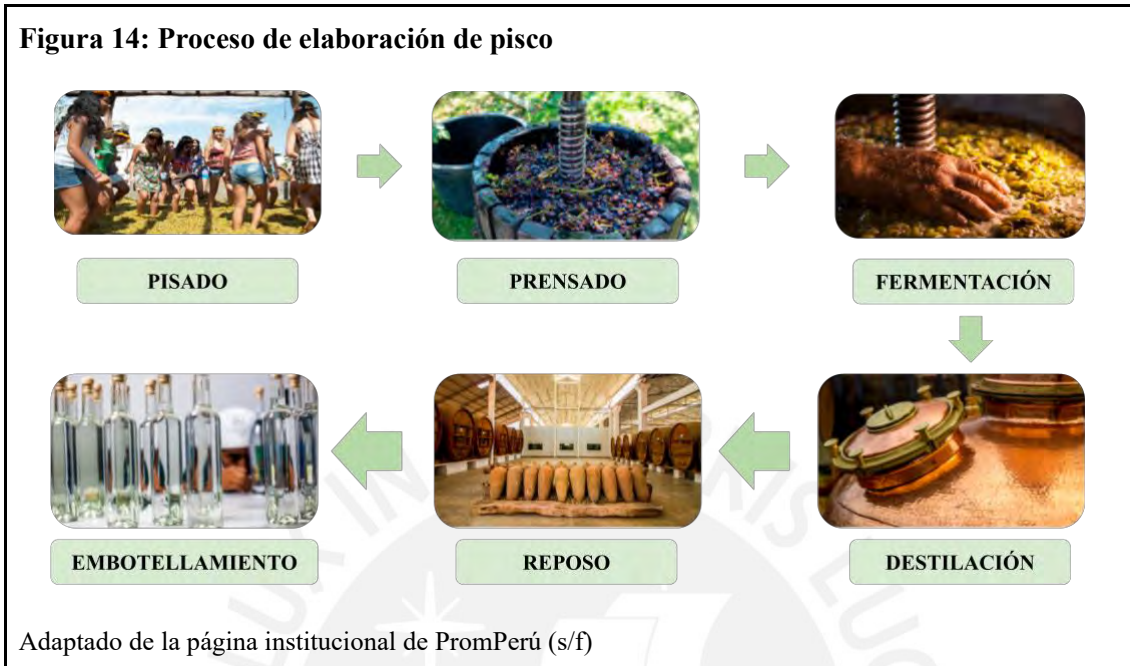 Figura 14: Proceso de elaboración de pisco
PISADO
PRENSADO
FERMENTACIÓN
DESTILACIÓN
REPOSO
EMBOTELLAMIENTO
Adaptado de la página institucional de PromPerú (s/f)